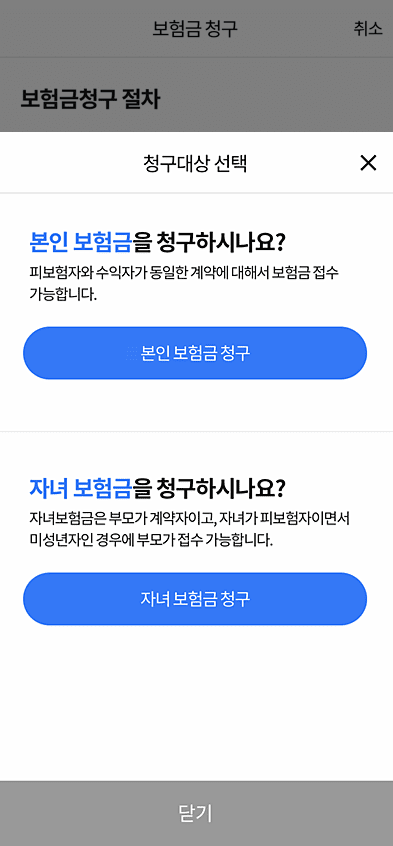 보험금 청구
취소
보험금청구 절차
청구대상 선택
본인 보험금을 청구하시나요?
피보험자와 수익자가 동일한 계약에 대해서 보험금 접수
가능합니다.
본인 보험금 청구
자녀 보험금을 청구하시나요?
자녀보험금은 부모가 계약자이고, 자녀가 피보험자이면서
미성년자인 경우에 부모가 접수 가능합니다.
자녀 보험금 청구
닫기